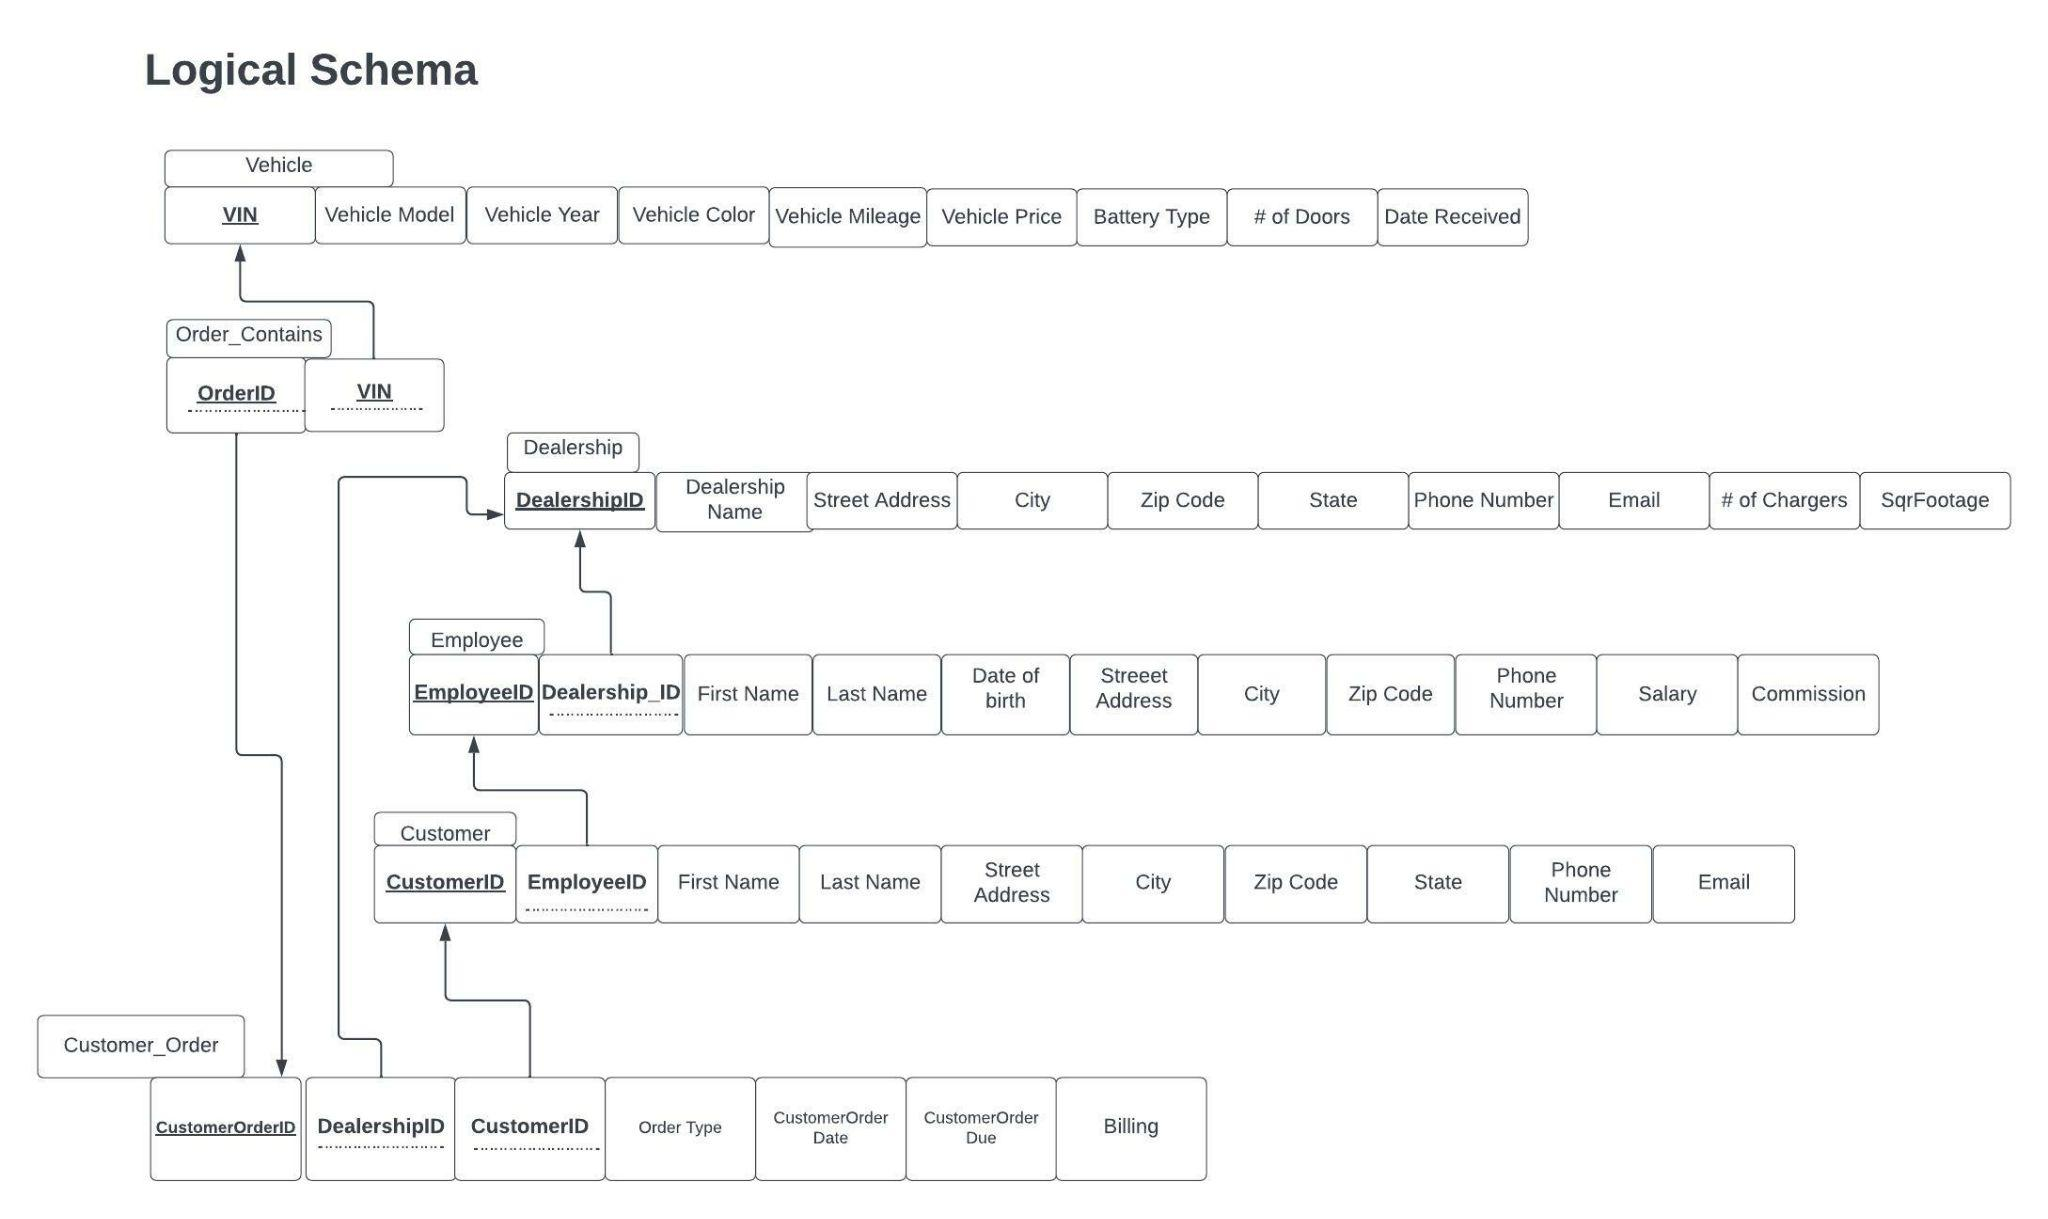 Logical Schema
Vehicle
VIN
Vehicle Model
Vehicle Year
Vehicle Color
Vehicle Mileage
Vehicle Price
Battery Type
# of Doors
Date Received
Order_Contains
OrderID
VIN
Dealership
DealershipID
Dealership
Name
Street Address
City
Zip Code
State
Phone Number
Email
# of Chargers
SqrFootage
Employee
EmployeeID
Dealership_ID
First Name
Last Name
Date of
birth
Streeet
Address
City
Zip Code
Phone
Number
Salary
Commission
Customer
CustomerID
EmployeeID
First Name
Last Name
Street
Address
City
Zip Code
State
Phone
Number
Email
Customer_Order
CustomerOrderID
DealershipID
CustomerID
Order Type
CustomerOrder
Date
CustomerOrder
Due
Billing